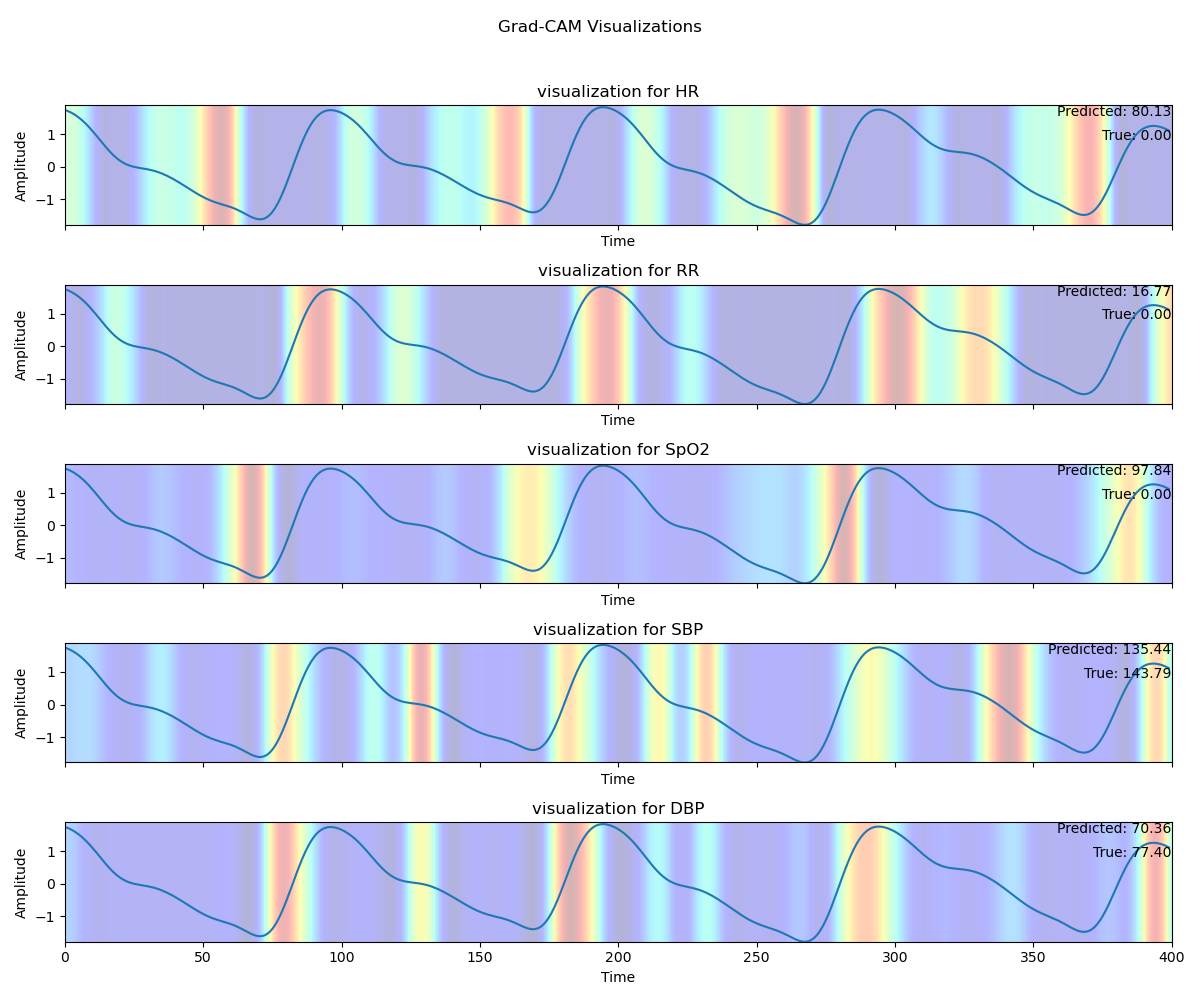 Grad-CAM Visualizations
visualization for HR
Predicted: 80.13
True: 0.00
1
0
−1
Amplitude
Time
visualization for RR
Predicted: 16.77
True: 0.00
1
0
−1
Amplitude
Time
visualization for SpO2
Predicted: 97.84
True: 0.00
1
0
−1
Amplitude
Time
visualization for SBP
Predicted: 135.44
True: 143.79
1
0
−1
Amplitude
Time
visualization for DBP
Predicted: 70.36
True: 77.40
1
0
−1
Amplitude
0 50 100 150 200 250 300 350 400
Time